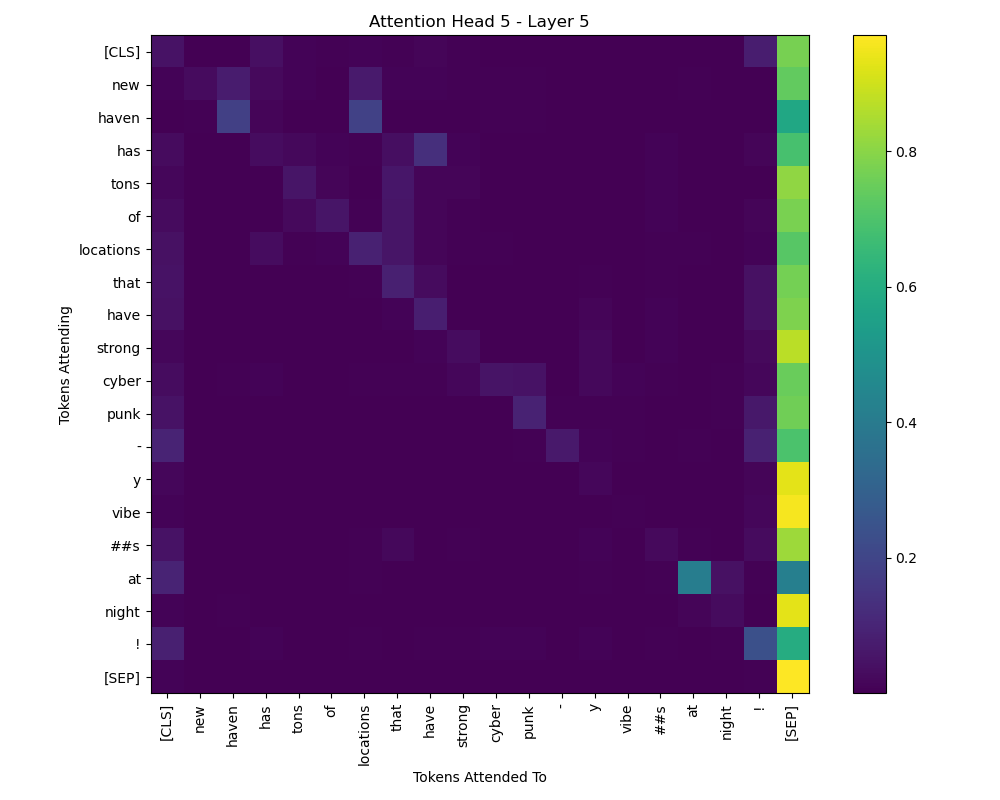 Attention Head 5 - Layer 5
[CLS]
new
haven
has
tons
of
locations
that
have
strong
cyber
punk
-
y
vibe
##s
at
night
!
[SEP]
Tokens Attending
[CLS]
new
haven
has
tons
of
locations
that
have
strong
cyber
punk
-
y
vibe
##s
at
night
!
[SEP]
Tokens Attended To
0.8
0.6
0.4
0.2